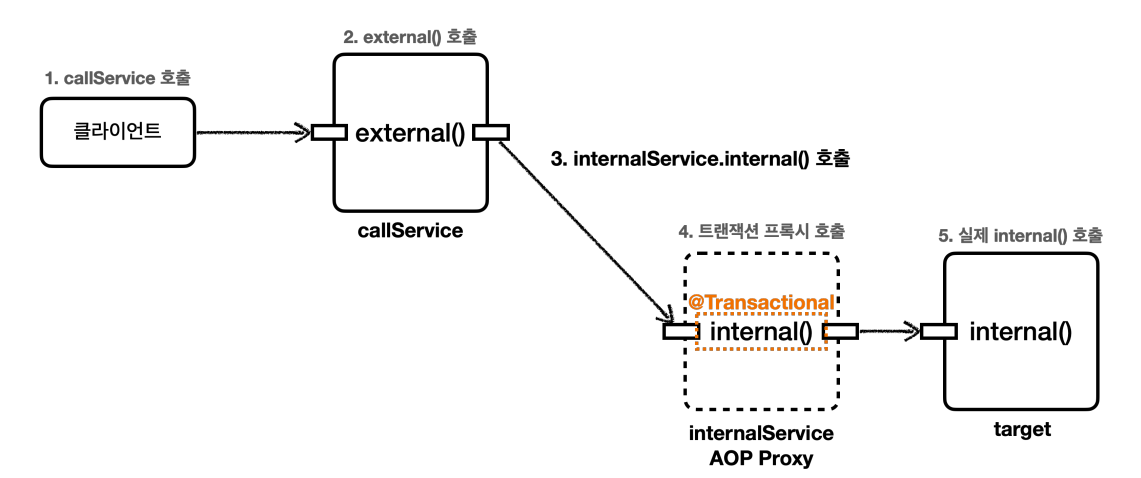 1. callService 호출
클라이언트
2. external() 호출
external()
callService
3. internalService.internal() 호출
4. 트랜잭션 프록시 호출
@Transactional
internal()
internalService
AOP Proxy
5. 실제 internal() 호출
internal()
target